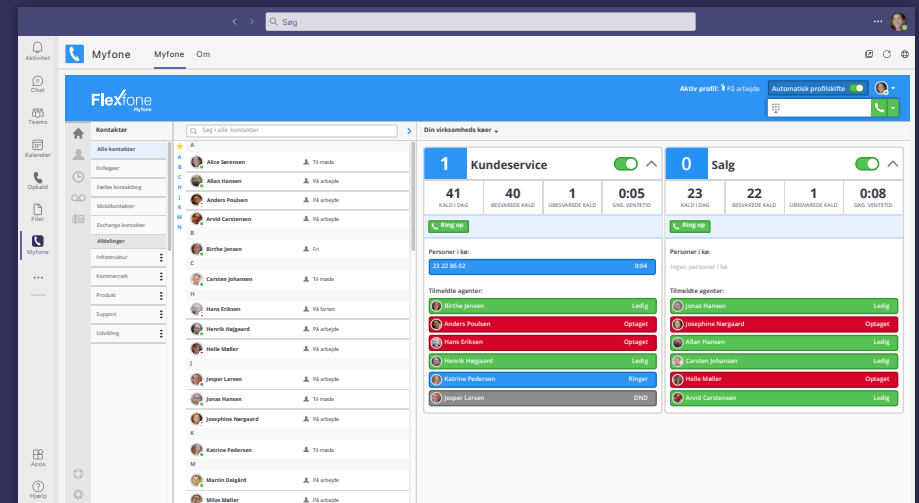 Søg
Aktivitet
Chat
Teams
Kalender
Opkald
Filer
Myfone
Apps
Hjælp
Myfone
Myfone
Om
Flexfone
Myfone
Aktiv profil: På arbejde
Automatisk profilskifte
Kontakter
Alle kontakter
Kollegaer
Fælles kontaktbog
Mobilkontakter
Exchange kontakter
Afdelinger
Infrastruktur
Kommercielt
Produkt
Support
Udvikling
Søg i alle kontakter
A
B
C
H
J
K
M
N
A
Alice Sørensen Til møde
Allan Hansen På arbejde
Anders Poulsen På arbejde
Arvid Carstensen På arbejde
B
Birthe Jensen Fri
C
Carsten Johansen Til møde
H
Hans Eriksen På farten
Henrik Højgaard På arbejde
Helle Møller På arbejde
J
Jesper Larsen På arbejde
Jonas Hansen Til møde
Josephine Nørgaard På arbejde
K
Katrine Pedersen Til møde
M
Martin Dalgård På arbejde
Milas Møller På arbejde
Din virksomheds køer
1 Kundeservice
41 40 1 0:05
KALD I DAG BESVAREDE KALD UBESVAREDE KALD GNS. VENTETID
Ring op
Personer i kø:
23 22 86 02 0:04
Tilmeldte agenter:
Birthe Jensen Ledig
Anders Poulsen Optaget
Hans Eriksen Optaget
Henrik Højgaard Ledig
Katrine Pedersen Ringer
Jesper Larsen DND
0 Salg
23 22 1 0:08
KALD I DAG BESVAREDE KALD UBESVAREDE KALD GNS. VENTETID
Ring op
Personer i kø:
Ingen personer i kø
Tilmeldte agenter:
Jonas Hansen Ledig
Josephine Nørgaard Optaget
Allan Hansen Ledig
Carsten Johansen Ledig
Helle Møller Optaget
Arvid Carstensen Ledig